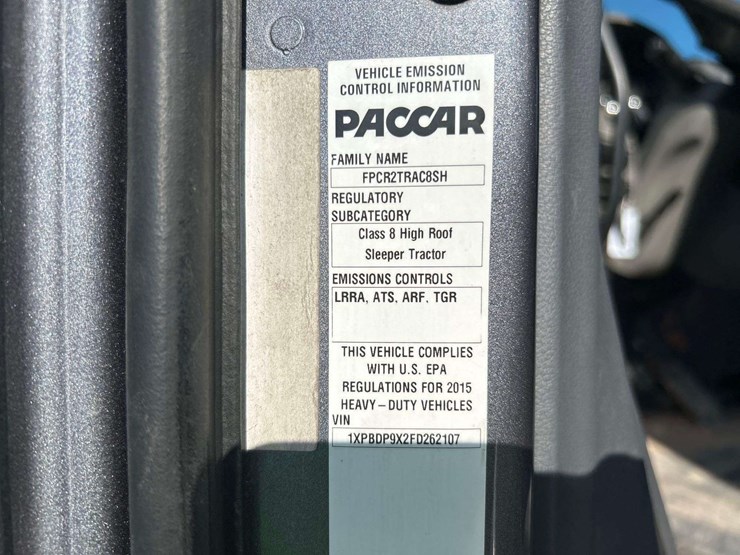 VEHICLE EMISSION
CONTROL INFORMATION
PACCAR
FAMILY NAME
FPCR2TRAC8SH
REGULATORY
SUBCATEGORY
Class 8 High Roof
Sleeper Tractor
EMISSIONS CONTROLS
LRRA, ATS, ARF, TGR
THIS VEHICLE COMPLIES
WITH U.S. EPA
REGULATIONS FOR 2015
HEAVY-DUTY VEHICLES
VIN
1XPBDP9X2FD262107